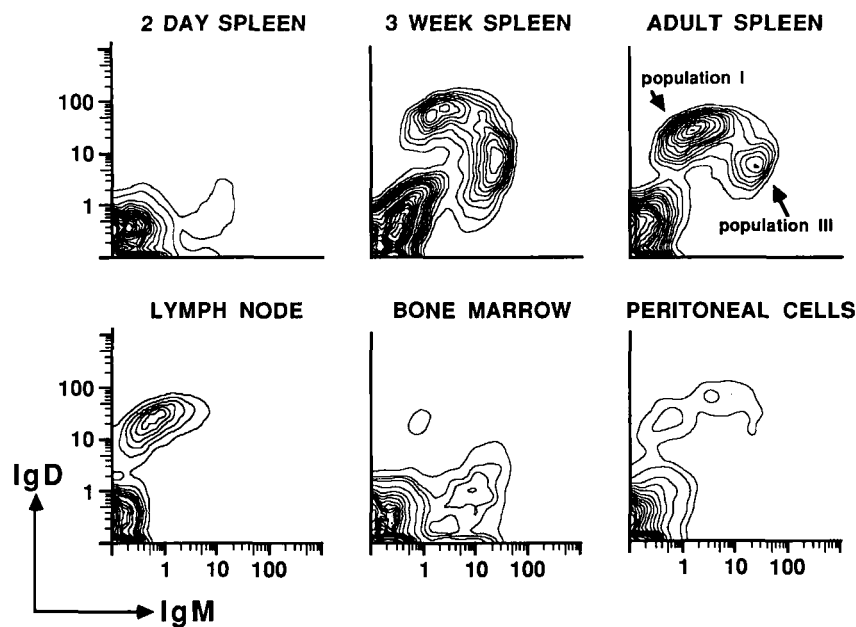 2 DAY SPLEEN
3 WEEK SPLEEN
ADULT SPLEEN
100
10
1
population I
population III
LYMPH NODE
BONE MARROW
PERITONEAL CELLS
100
10
1
IgD
1 10 100
1 10 100
1 10 100
IgM